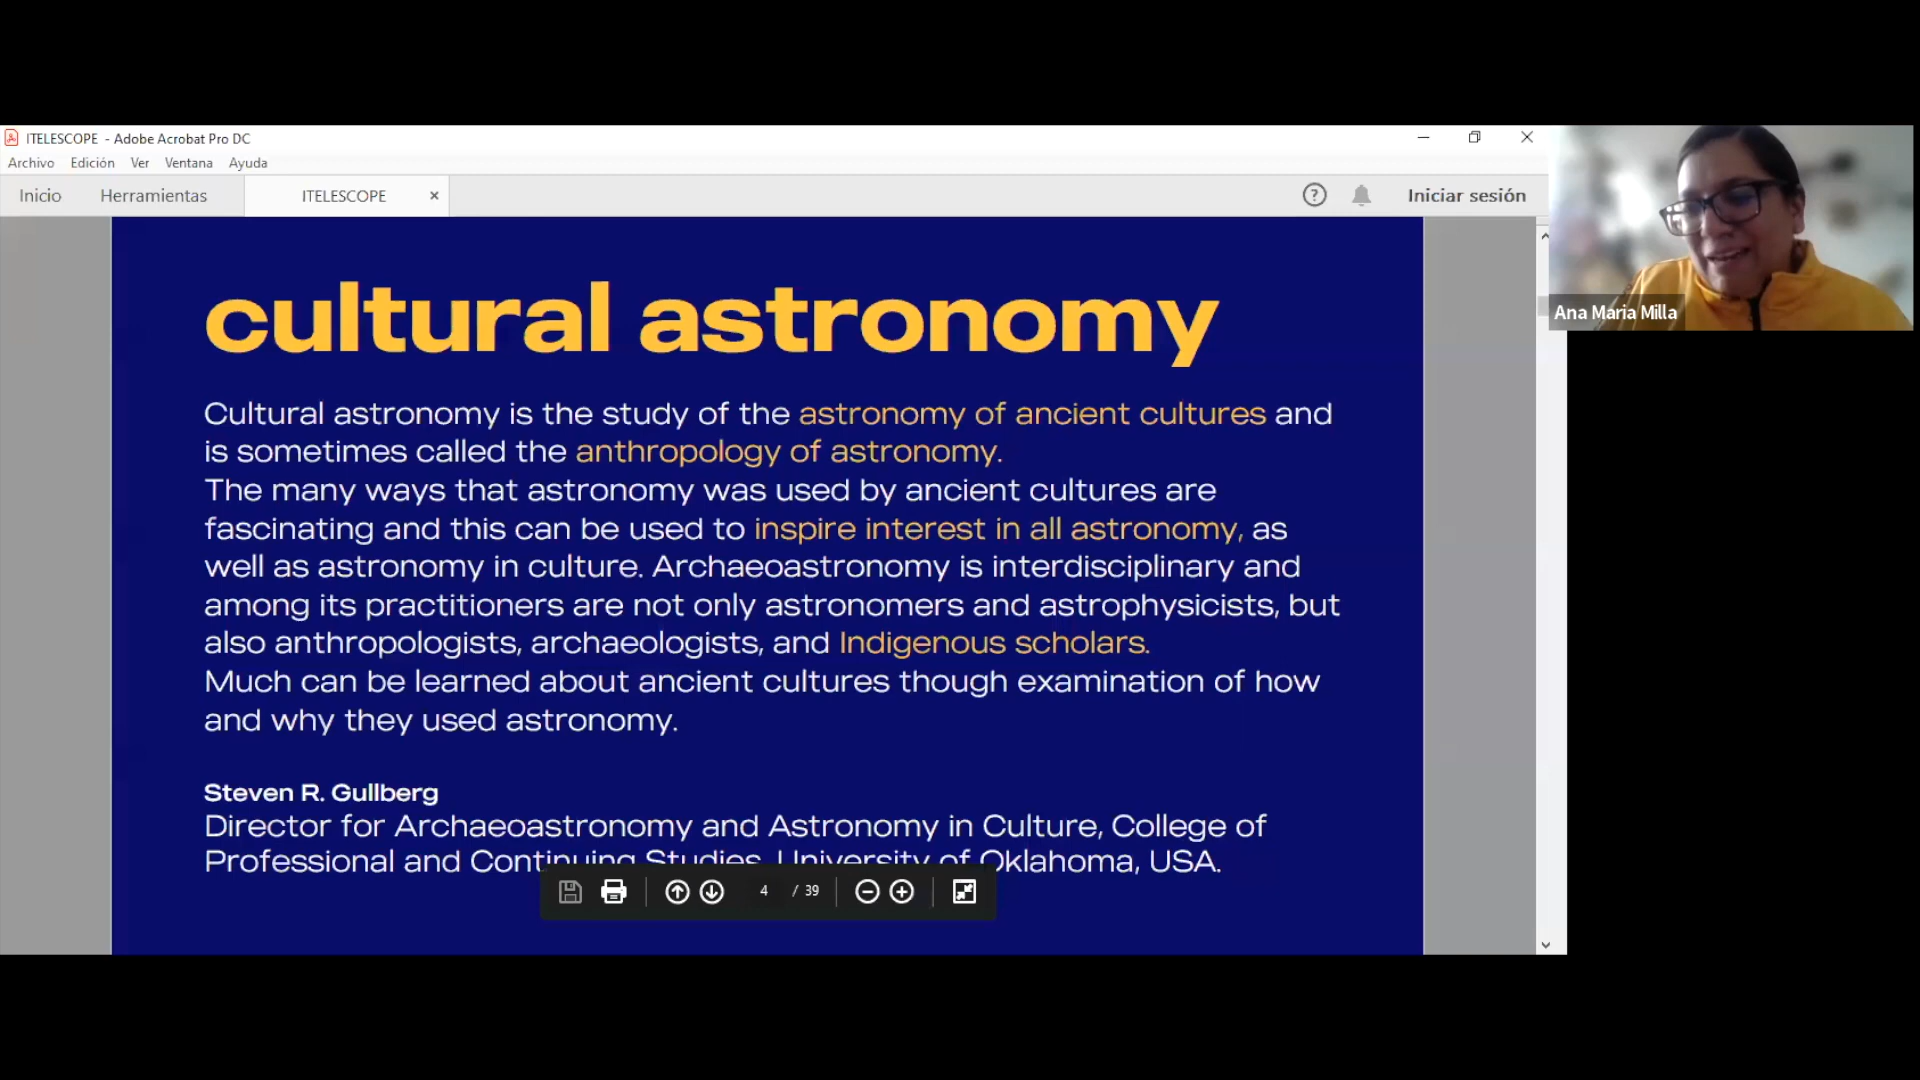 ITELESCOPE - Adobe Acrobat Pro DC
Archivo Edición Ver Ventana Ayuda
Inicio Herramientas ITELESCOPE Iniciar sesión
cultural astronomy
Cultural astronomy is the study of the astronomy of ancient cultures and
is sometimes called the anthropology of astronomy.
The many ways that astronomy was used by ancient cultures are
fascinating and this can be used to inspire interest in all astronomy, as
well as astronomy in culture. Archaeoastronomy is interdisciplinary and
among its practitioners are not only astronomers and astrophysicists, but
also anthropologists, archaeologists, and Indigenous scholars.
Much can be learned about ancient cultures though examination of how
and why they used astronomy.
Steven R. Gullberg
Director for Archaeoastronomy and Astronomy in Culture, College of
Professional and Continuing Studies, University of Oklahoma, USA.
4 / 39
Ana Maria Milla